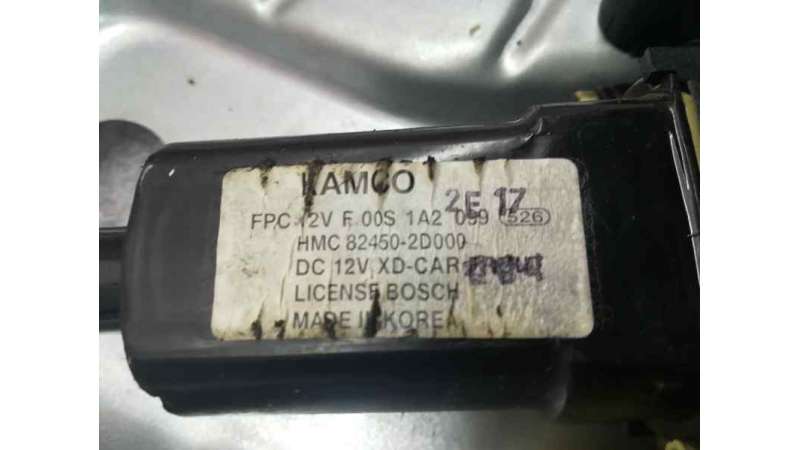 KAMCO
2E 17
FPC 12V F 00S 1A2 099 526
HMC 82450-2D000
DC 12V XD-CAR
LICENSE BOSCH
MADE IN KOREA